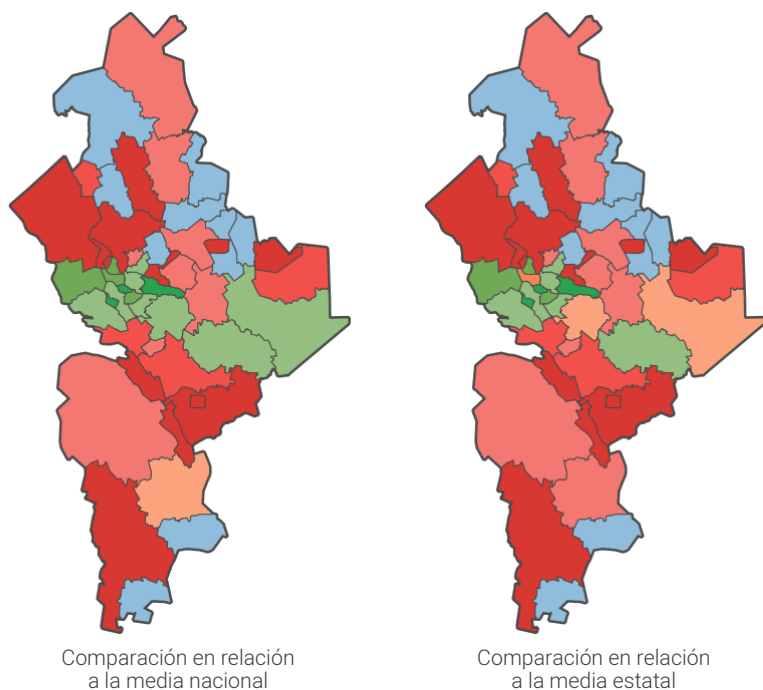 Comparación en relación
a la media nacional
Comparación en relación
a la media estatal